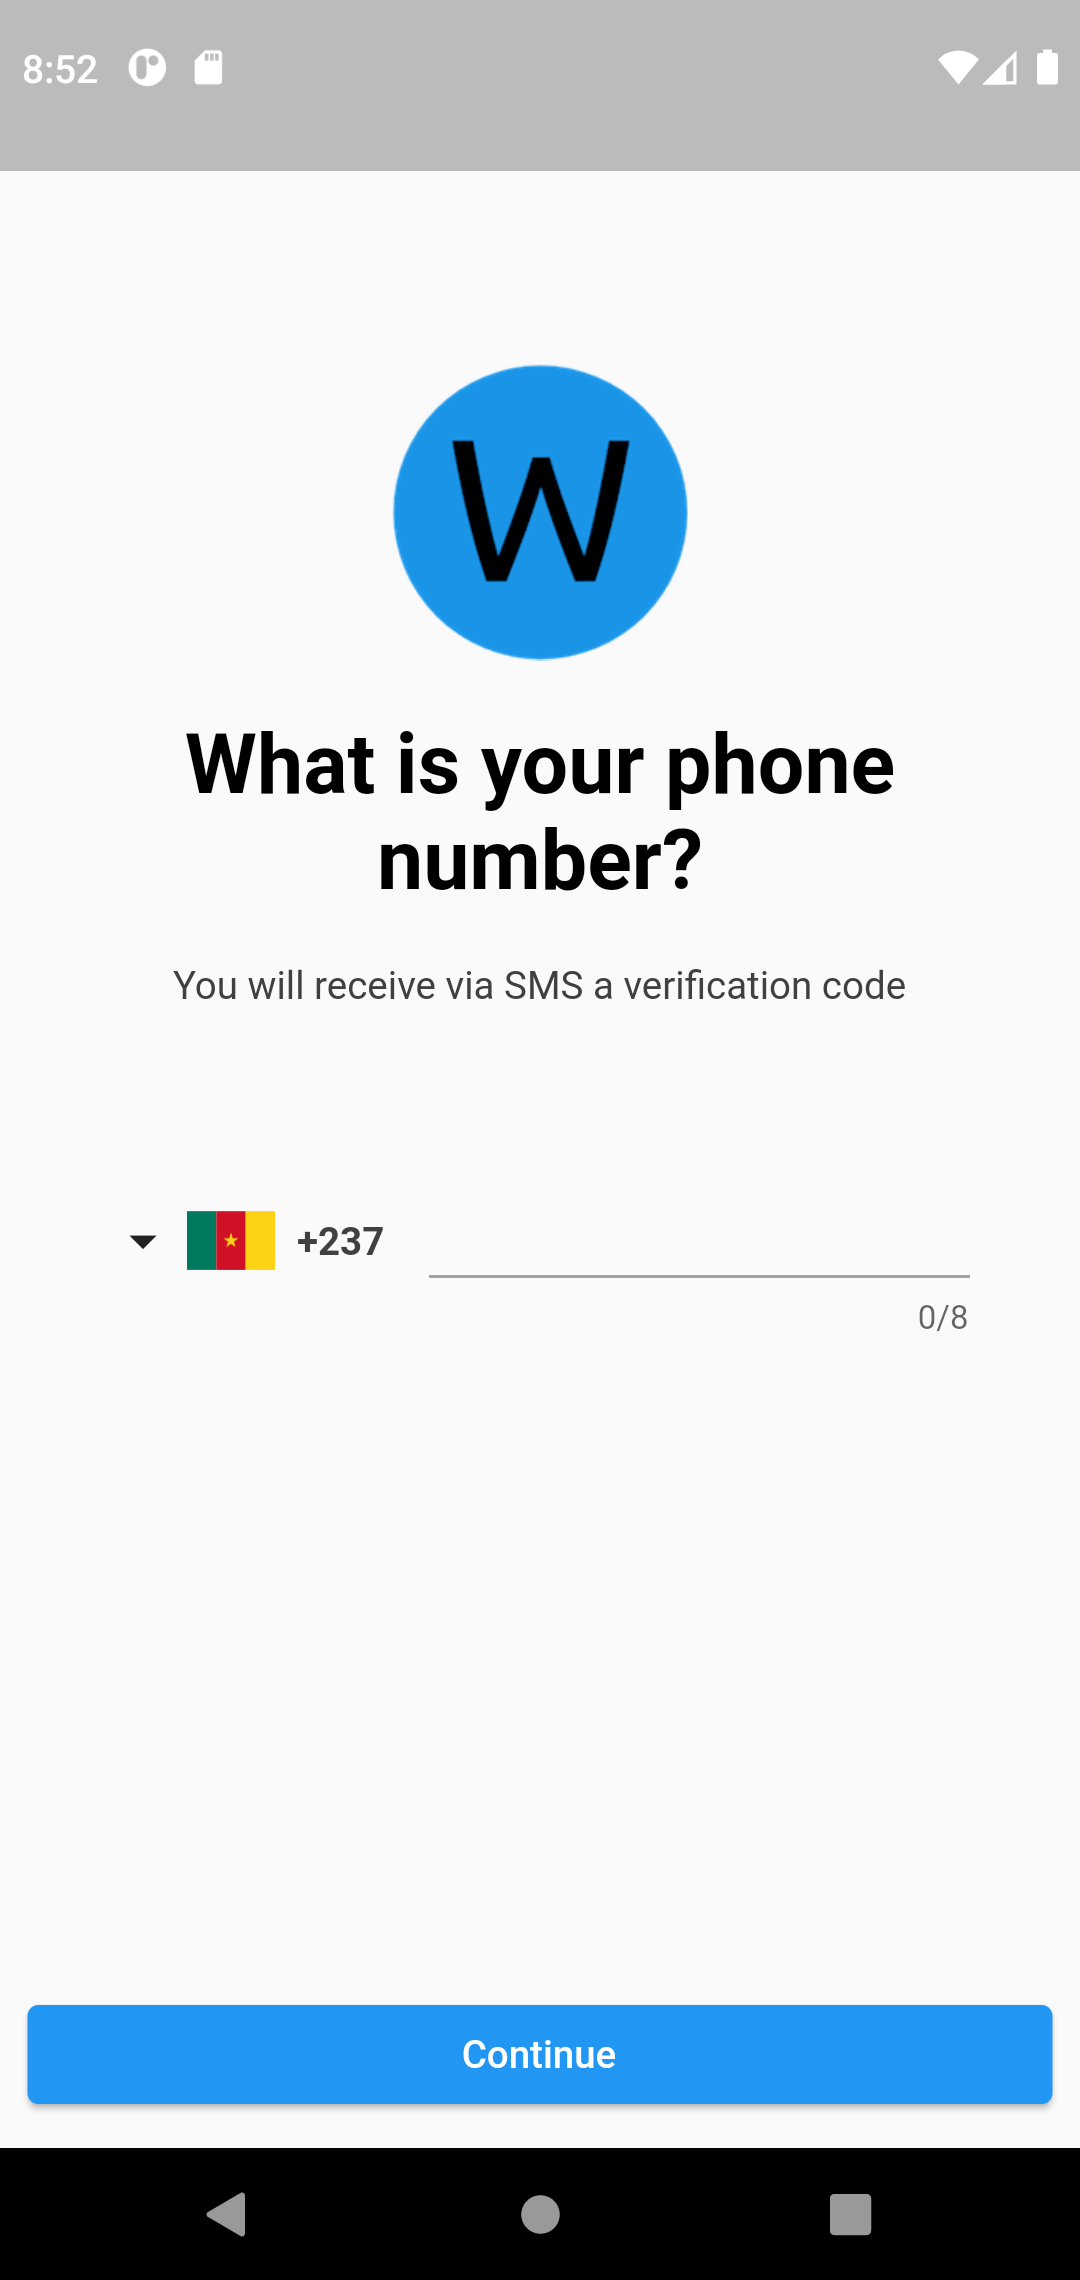 8:52
W
What is your phone
number?
You will receive via SMS a verification code
+237
0/8
Continue